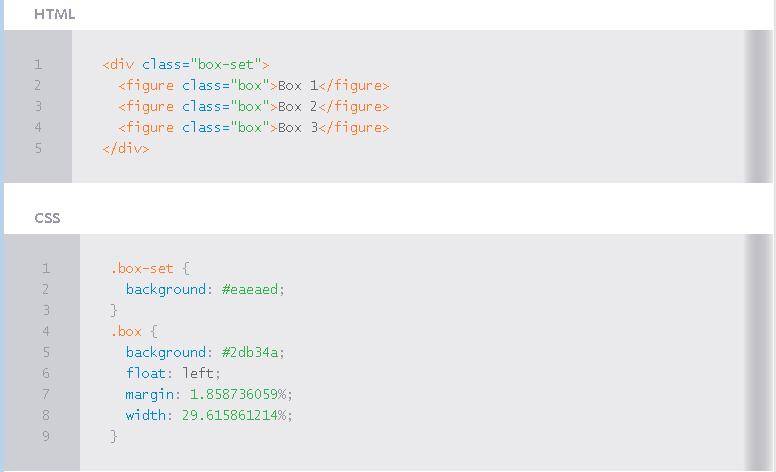 HTML
1 <div class="box-set">
2   <figure class="box">Box 1</figure>
3   <figure class="box">Box 2</figure>
4   <figure class="box">Box 3</figure>
5 </div>
CSS
1 .box-set {
2   background: #eaeaed;
3 }
4 .box {
5   background: #2db34a;
6   float: left;
7   margin: 1.858736059%;
8   width: 29.615861214%;
9 }